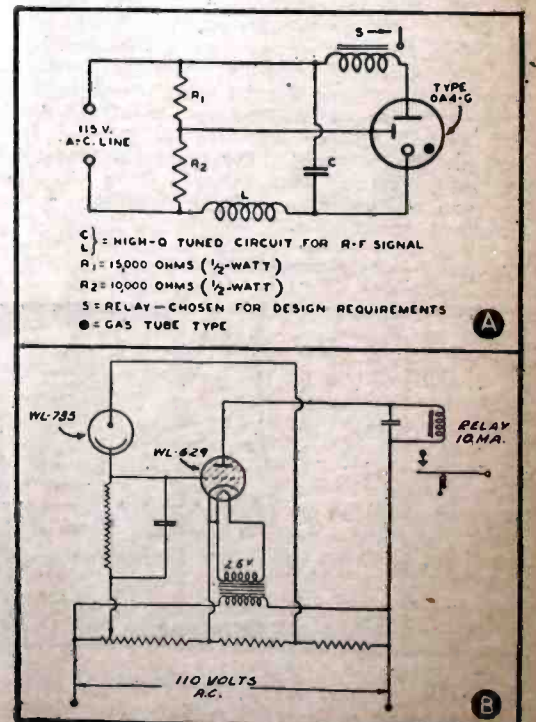 S
TYPE
0A4-G
R1
115 V.
A-C. LINE
R2
C
L
C
L } = HIGH-Q TUNED CIRCUIT FOR R-F SIGNAL
R1 = 15,000 OHMS (1/2-WATT)
R2 = 10,000 OHMS (1/2-WATT)
S = RELAY — CHOSEN FOR DESIGN REQUIREMENTS
● = GAS TUBE TYPE
A
WL-735
WL-629
RELAY
10 MA.
2.6 V.
110 VOLTS
A.C.
B